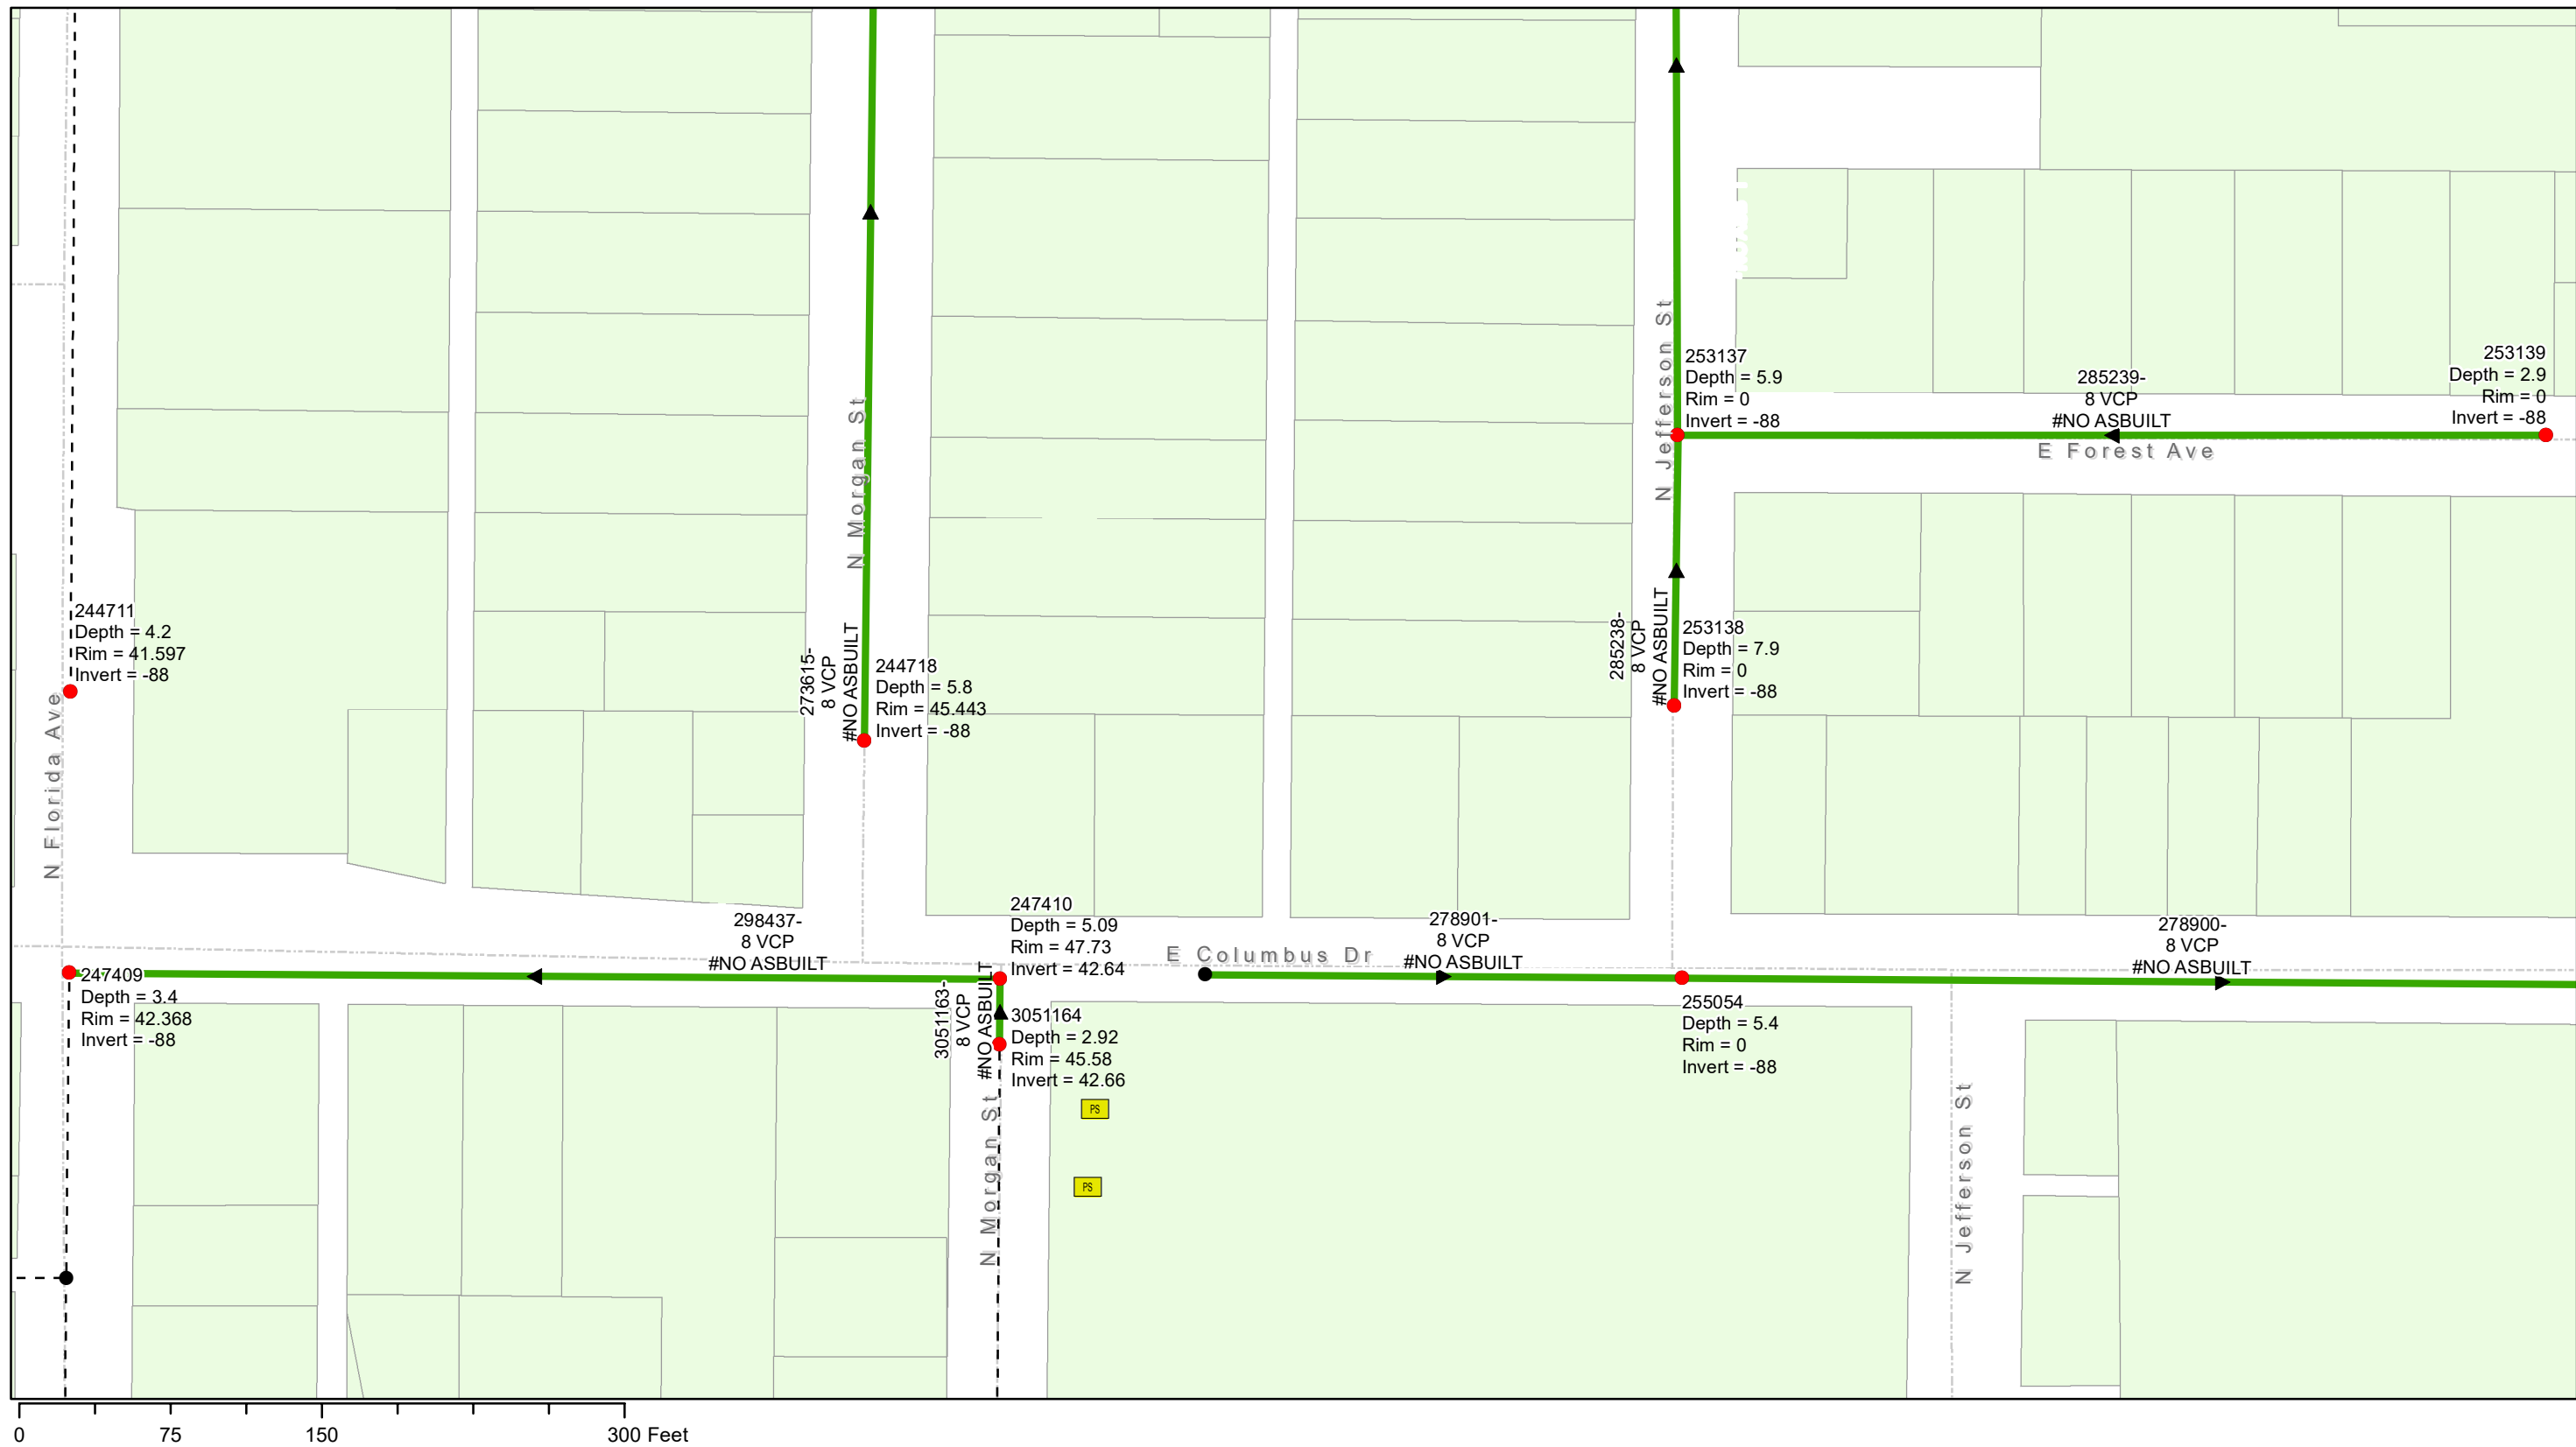 N Morgan St
N Jefferson St
253137
Depth = 5.9
Rim = 0
Invert = -88
285239-
8 VCP
#NO ASBUILT
253139
Depth = 2.9
Rim = 0
Invert = -88
E Forest Ave
244711
Depth = 4.2
Rim = 41.597
Invert = -88
N Florida Ave
273615-
8 VCP
#NO ASBUILT
244718
Depth = 5.8
Rim = 45.443
Invert = -88
285238-
8 VCP
#NO ASBUILT
253138
Depth = 7.9
Rim = 0
Invert = -88
298437-
8 VCP
#NO ASBUILT
247410
Depth = 5.09
Rim = 47.73
Invert = 42.64
E Columbus Dr
278901-
8 VCP
#NO ASBUILT
278900-
8 VCP
#NO ASBUILT
247409
Depth = 3.4
Rim = 42.368
Invert = -88
3051163-
8 VCP
#NO ASBUILT
3051164
Depth = 2.92
Rim = 45.58
Invert = 42.66
255054
Depth = 5.4
Rim = 0
Invert = -88
PS
PS
N Morgan St
N Jefferson St
0 75 150 300 Feet